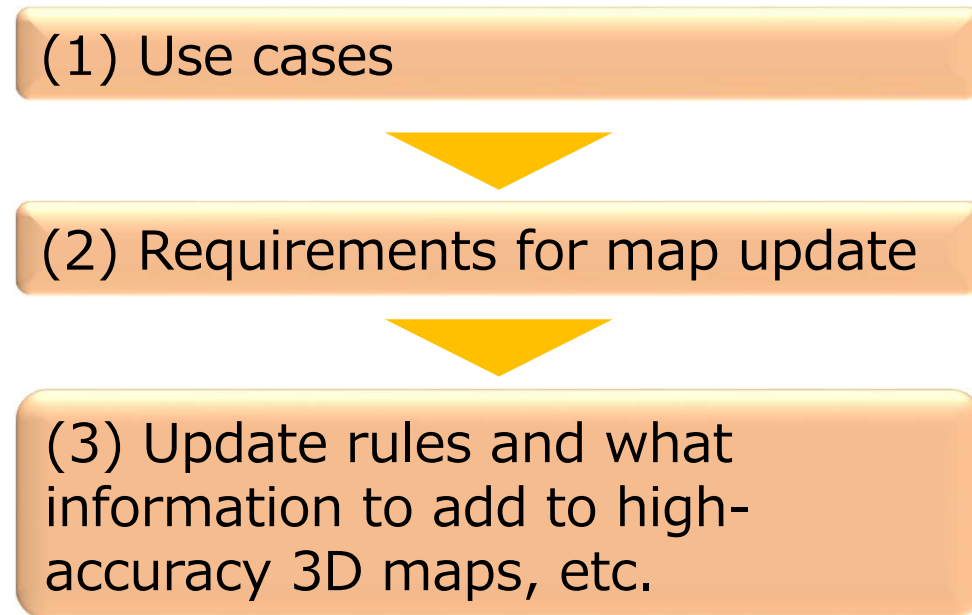 (1) Use cases
(2) Requirements for map update
(3) Update rules and what
information to add to high-
accuracy 3D maps, etc.